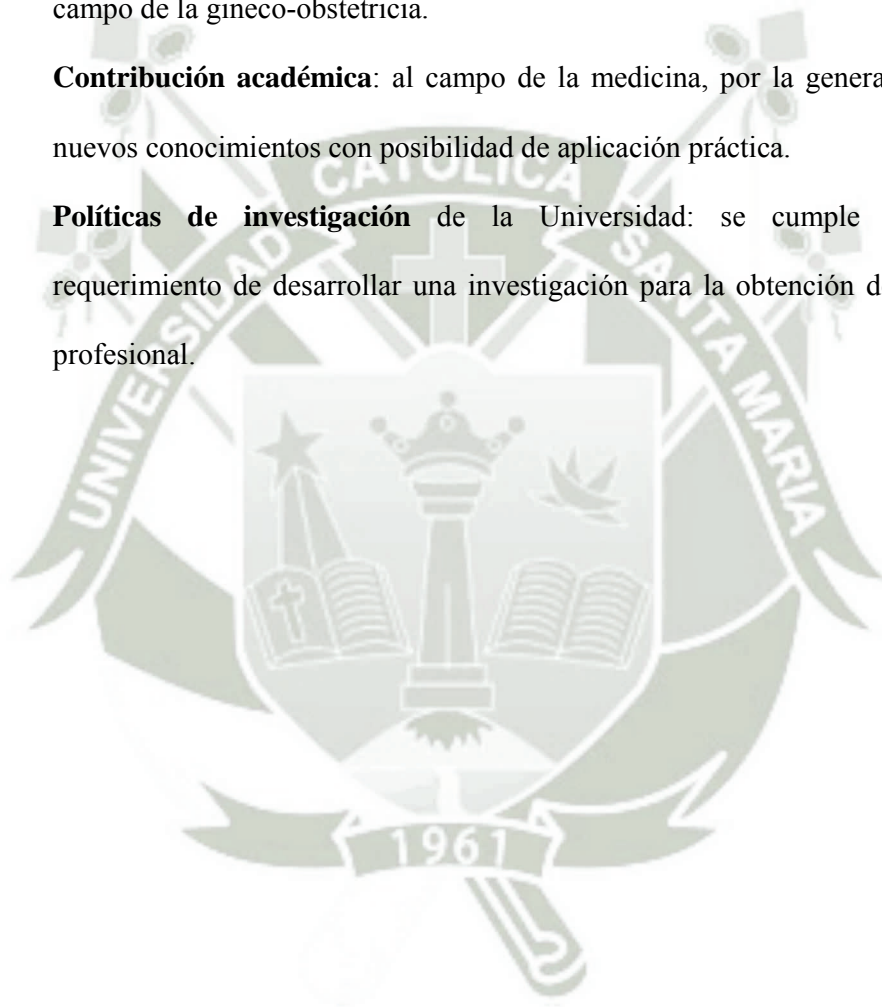 campo de la gineco-obstetricia.
Contribución académica: al campo de la medicina, por la genera
nuevos conocimientos con posibilidad de aplicación práctica.
Políticas de investigación de la Universidad: se cumple
requerimiento de desarrollar una investigación para la obtención d
profesional.
UNIVERSIDAD CATOLICA SANTA MARIA
1961